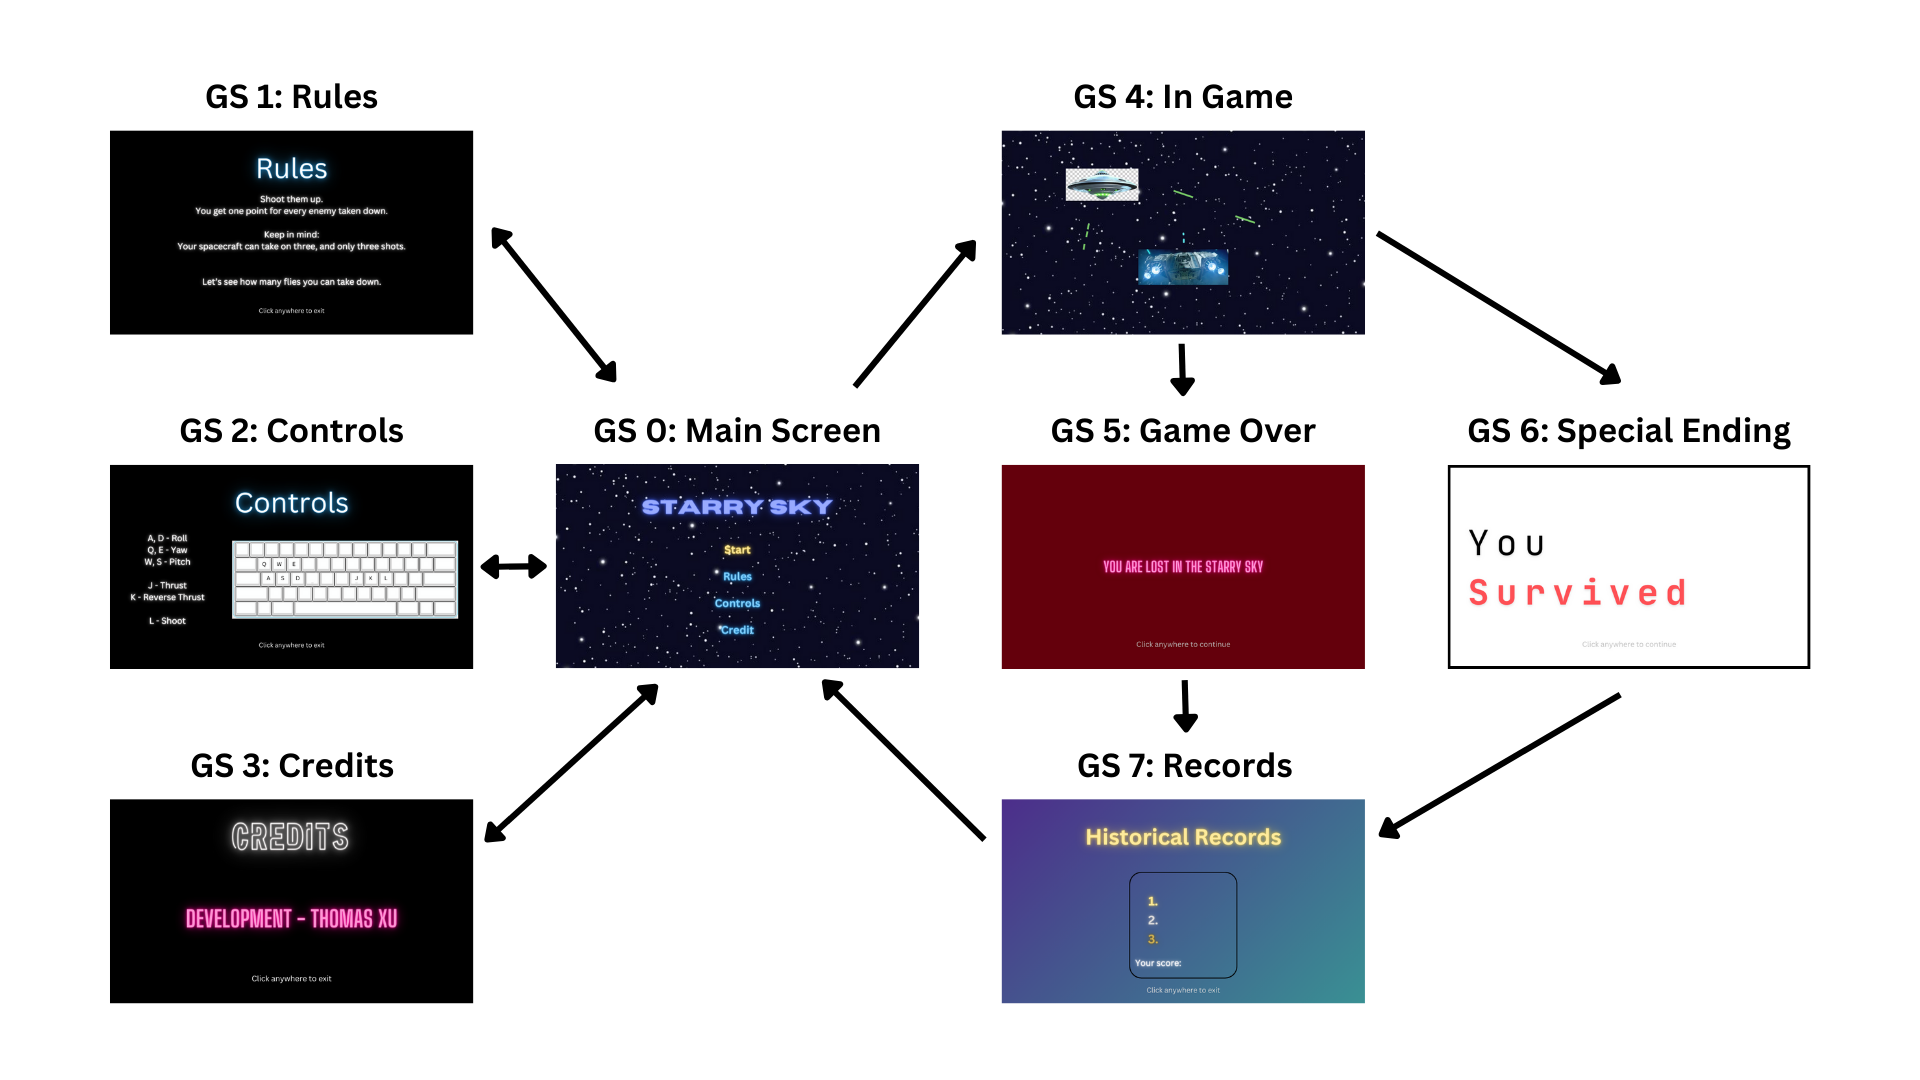 GS 1: Rules
Rules
Shoot them up.
You get one point for every enemy taken down.
Keep in mind:
Your spacecraft can take on three, and only three shots.
Let's see how many flies you can take down.
Click anywhere to exit
GS 4: In Game
GS 2: Controls
Controls
A, D - Roll
Q, E - Yaw
W, S - Pitch
J - Thrust
K - Reverse Thrust
L - Shoot
Q W E
A S D J K L
Click anywhere to exit
GS 0: Main Screen
STARRY SKY
Start
Rules
Controls
Credit
GS 5: Game Over
YOU ARE LOST IN THE STARRY SKY
Click anywhere to continue
GS 6: Special Ending
You
Survived
Click anywhere to continue
GS 3: Credits
CREDITS
DEVELOPMENT - THOMAS XU
Click anywhere to exit
GS 7: Records
Historical Records
1.
2.
3.
Your score:
Click anywhere to exit